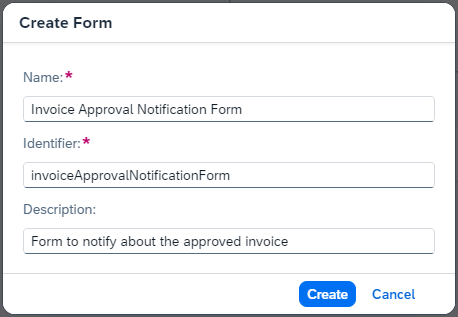 Create Form
Name:*
Invoice Approval Notification Form
Identifier:*
invoiceApprovalNotificationForm
Description:
Form to notify about the approved invoice
Create Cancel